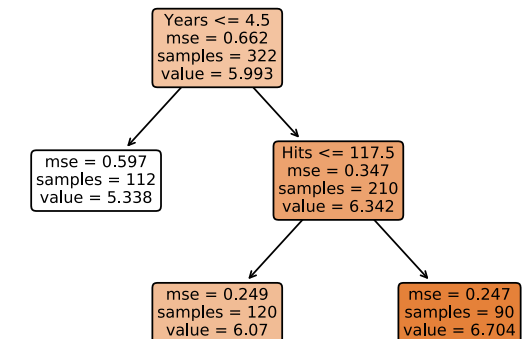 Years <= 4.5
mse = 0.662
samples = 322
value = 5.993
mse = 0.597
samples = 112
value = 5.338
Hits <= 117.5
mse = 0.347
samples = 210
value = 6.342
mse = 0.249
samples = 120
value = 6.07
mse = 0.247
samples = 90
value = 6.704